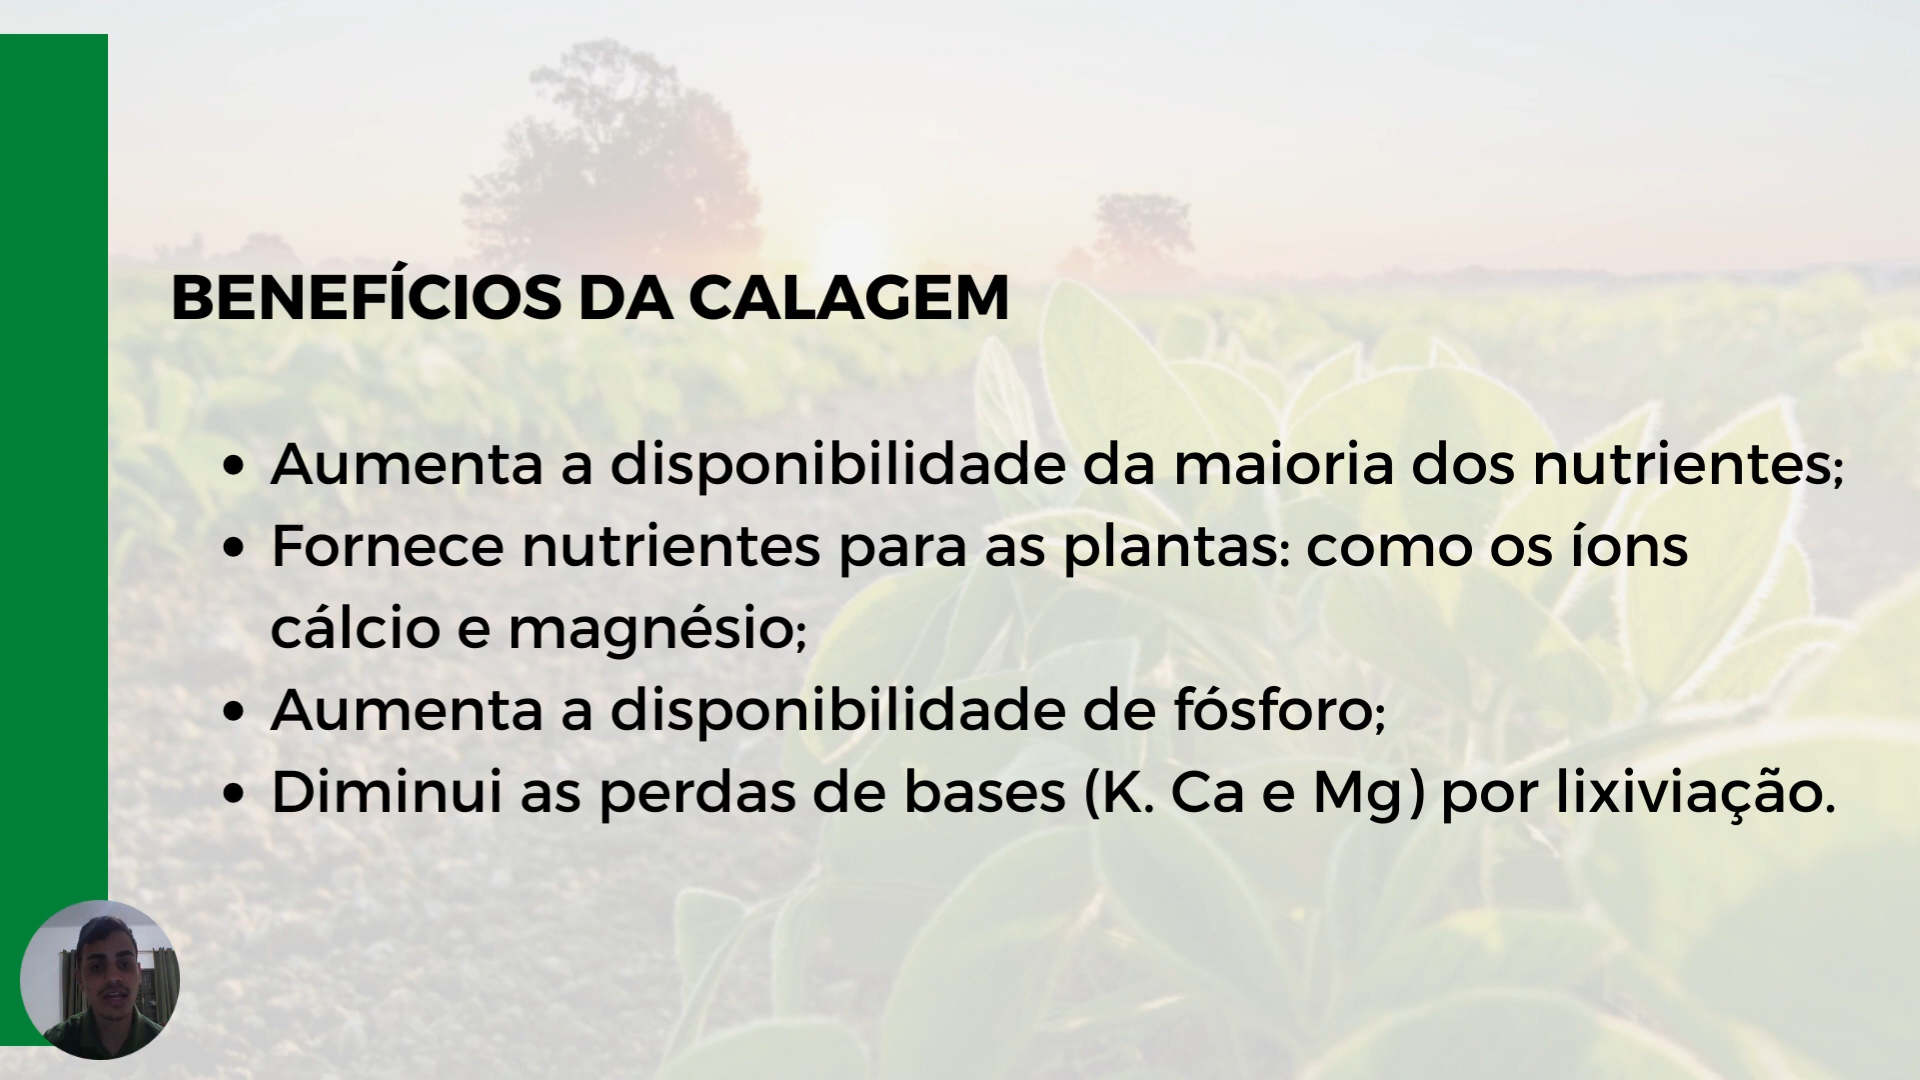 BENEFÍCIOS DA CALAGEM
• Aumenta a disponibilidade da maioria dos nutrientes;
• Fornece nutrientes para as plantas: como os íons
cálcio e magnésio;
• Aumenta a disponibilidade de fósforo;
• Diminui as perdas de bases (K. Ca e Mg) por lixiviação.